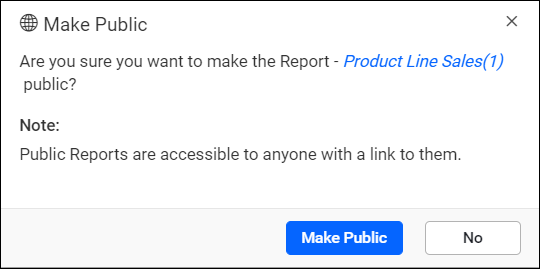 Make Public
Are you sure you want to make the Report - Product Line Sales(1)
public?
Note:
Public Reports are accessible to anyone with a link to them.
Make Public
No